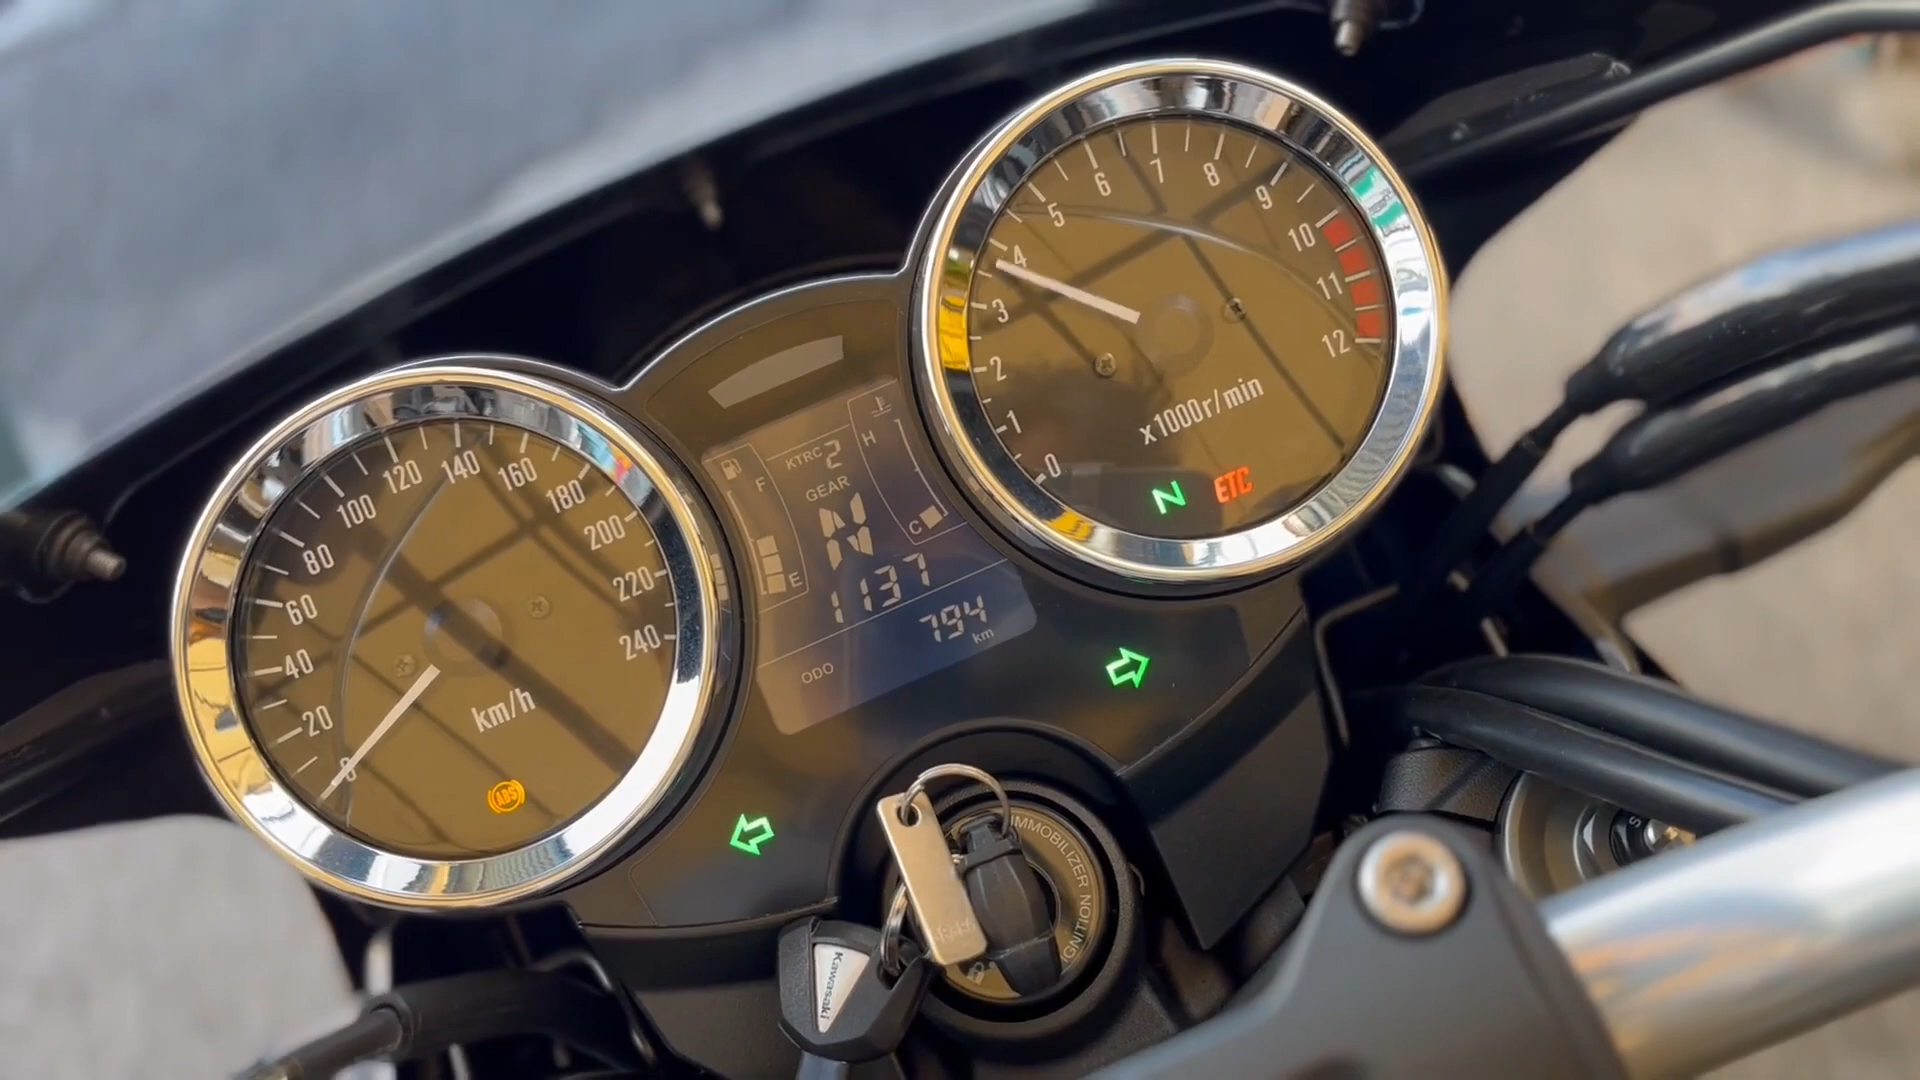 0
20
40
60
80
100
120
140
160
180
200
220
240
km/h
ABS
F
E
KTRC 2
GEAR
N
H
C
1137
794
km
ODO
0
1
2
3
4
5
6
7
8
9
10
11
12
x1000r/min
N
ETC
IMMOBILIZER
IGNITION
Kawasaki